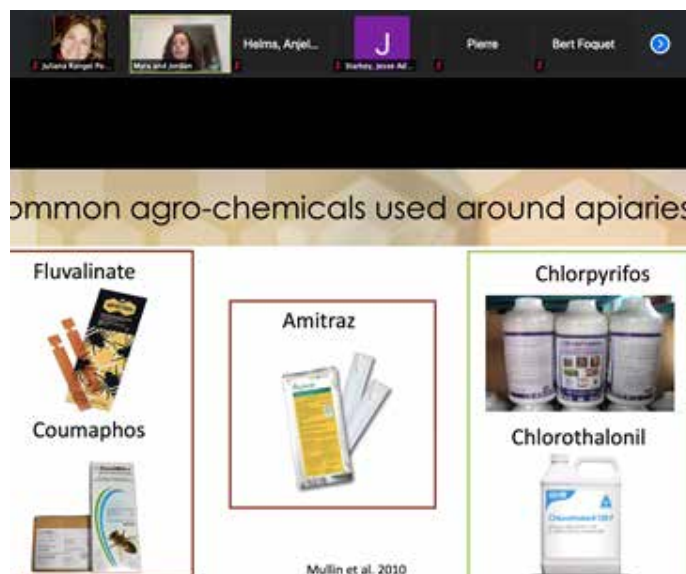 Helms, Anjel...
J
Pierre
Bert Foquet
Juliana Rangel Po...
Myra and Jordan
Starkey, Jesse Ad...
ommon agro-chemicals used around apiaries
Fluvalinate
Chlorpyrifos
Amitraz
Coumaphos
Chlorothalonil
Mullin et al. 2010